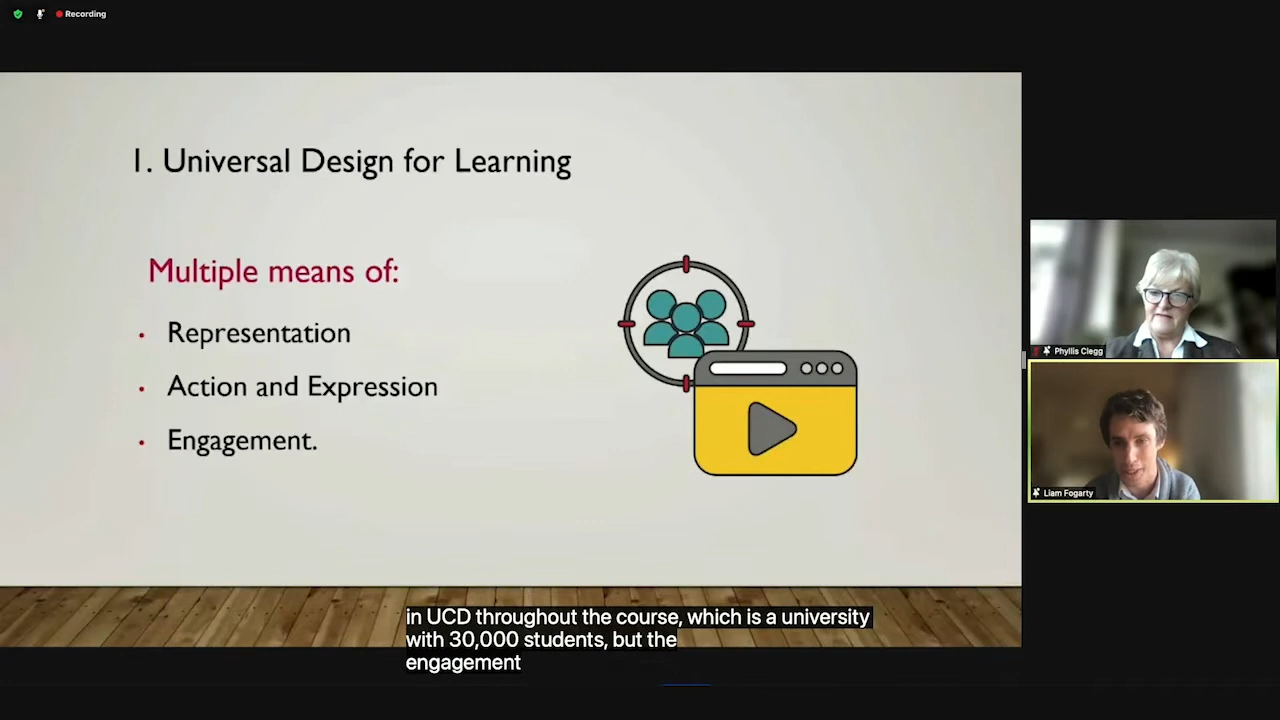 Recording
1. Universal Design for Learning
Multiple means of:
• Representation
• Action and Expression
• Engagement.
Phyllis Clegg
Liam Fogarty
in UCD throughout the course, which is a university
with 30,000 students, but the
engagement